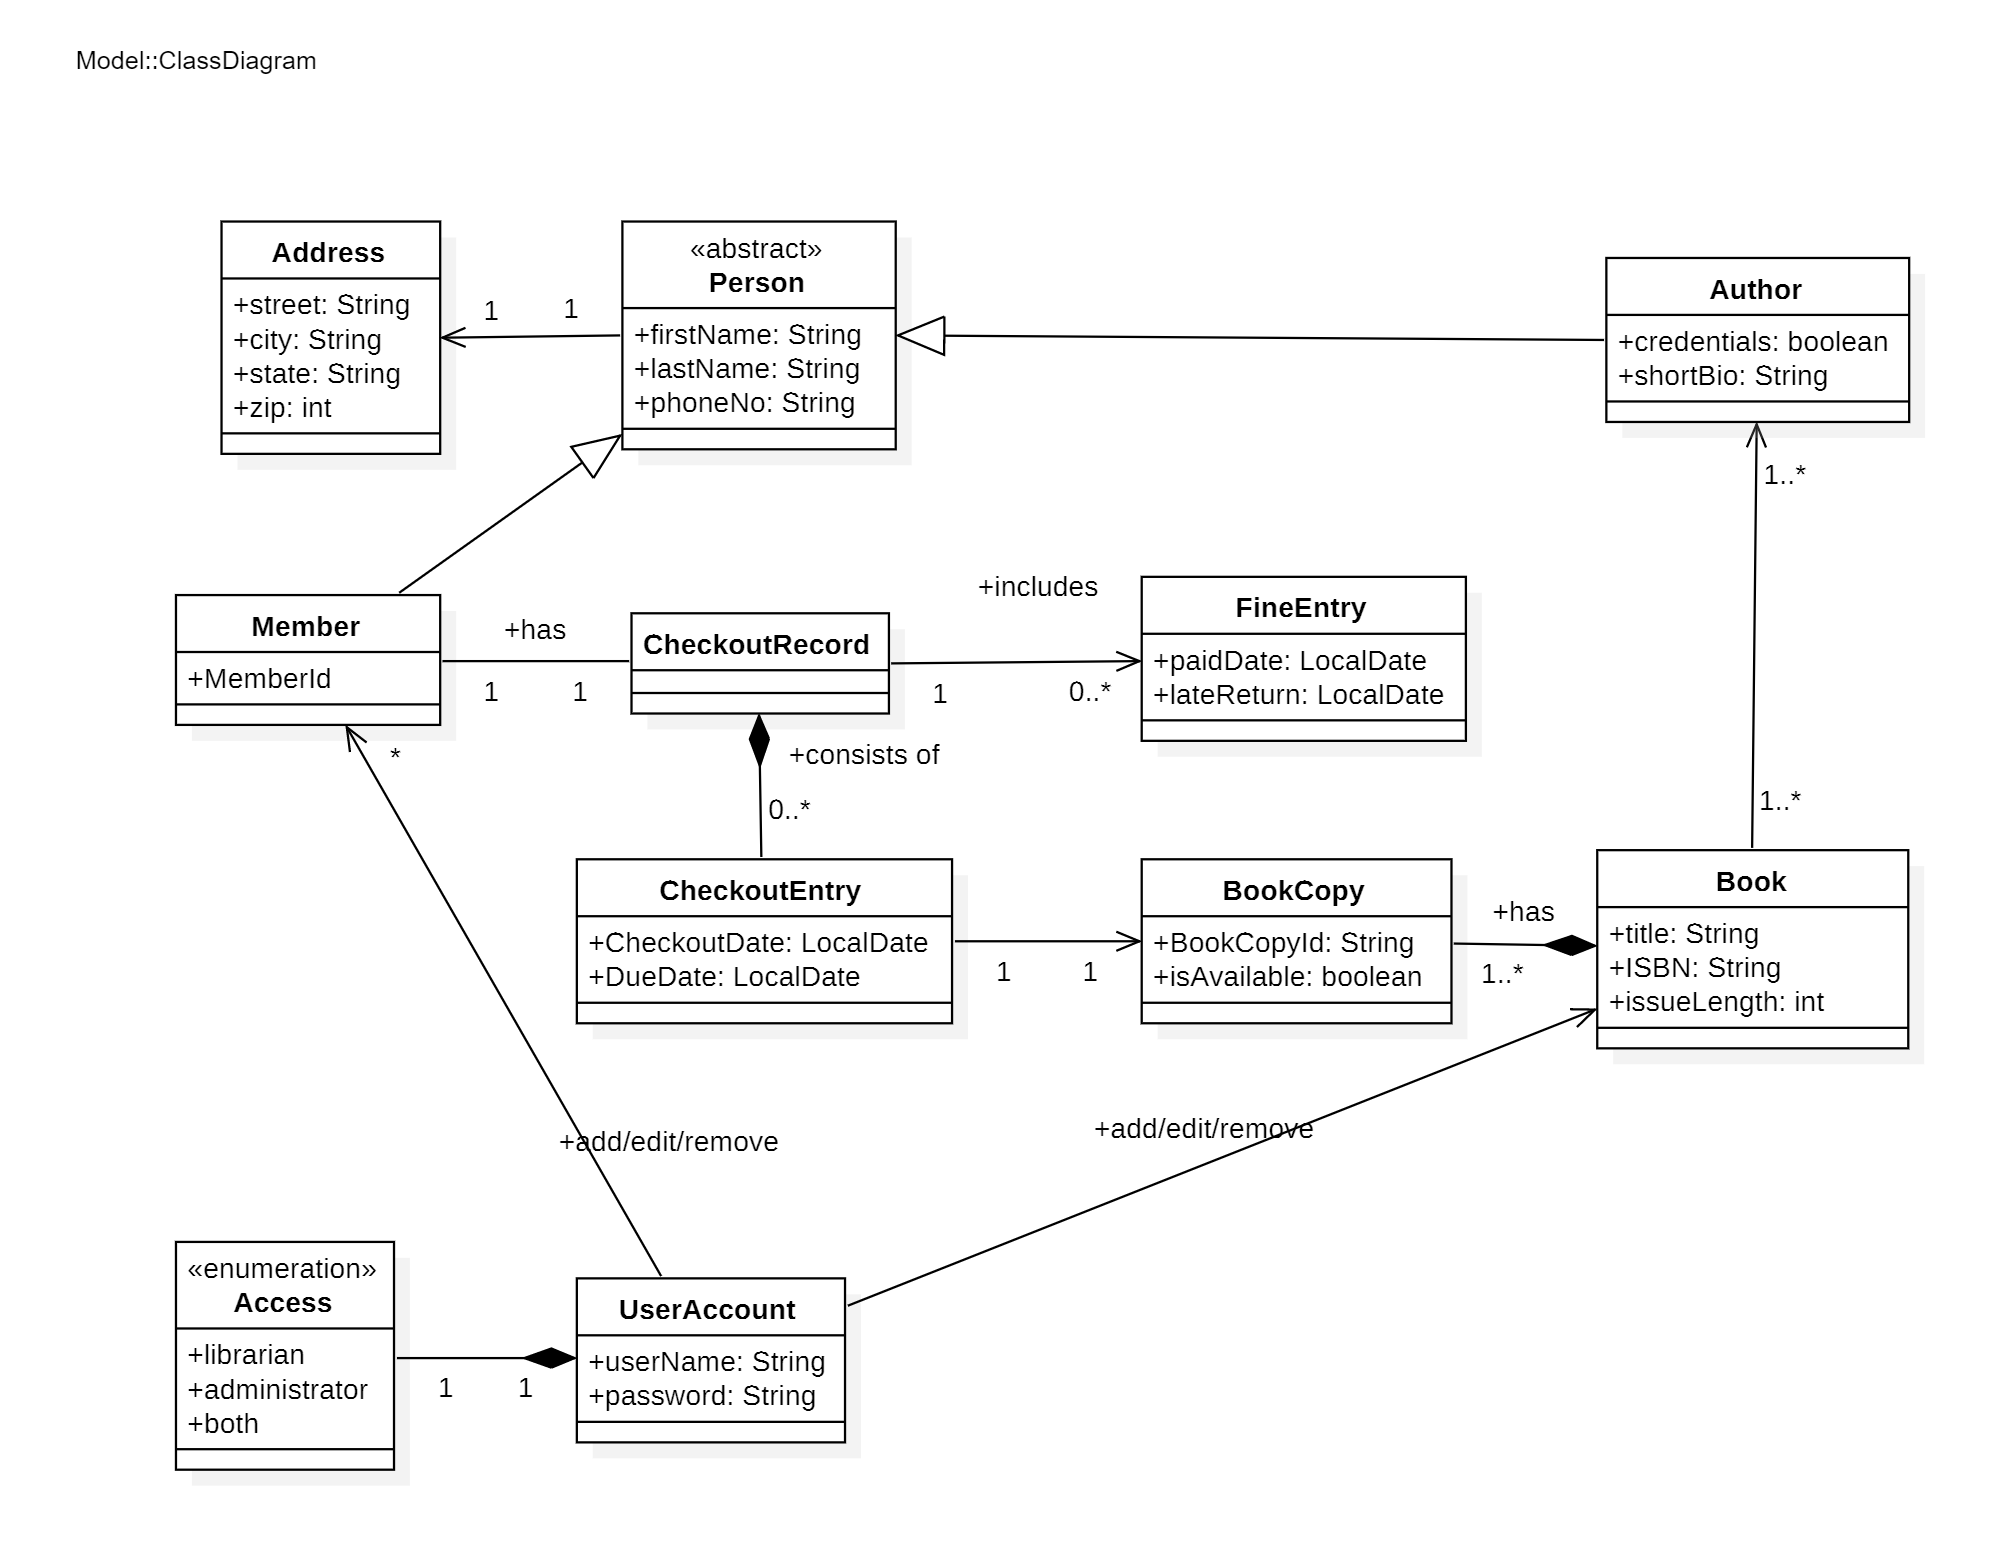 Model::ClassDiagram
Address
+street: String
+city: String
+state: String
+zip: int
1
1
«abstract»
Person
+firstName: String
+lastName: String
+phoneNo: String
Author
+credentials: boolean
+shortBio: String
1..*
Member
+MemberId
+has
1
1
CheckoutRecord
+includes
1
0..*
FineEntry
+paidDate: LocalDate
+lateReturn: LocalDate
*
+consists of
0..*
1..*
CheckoutEntry
+CheckoutDate: LocalDate
+DueDate: LocalDate
1
1
BookCopy
+BookCopyId: String
+isAvailable: boolean
+has
1..*
Book
+title: String
+ISBN: String
+issueLength: int
+add/edit/remove
+add/edit/remove
«enumeration»
Access
+librarian
+administrator
+both
1
1
UserAccount
+userName: String
+password: String